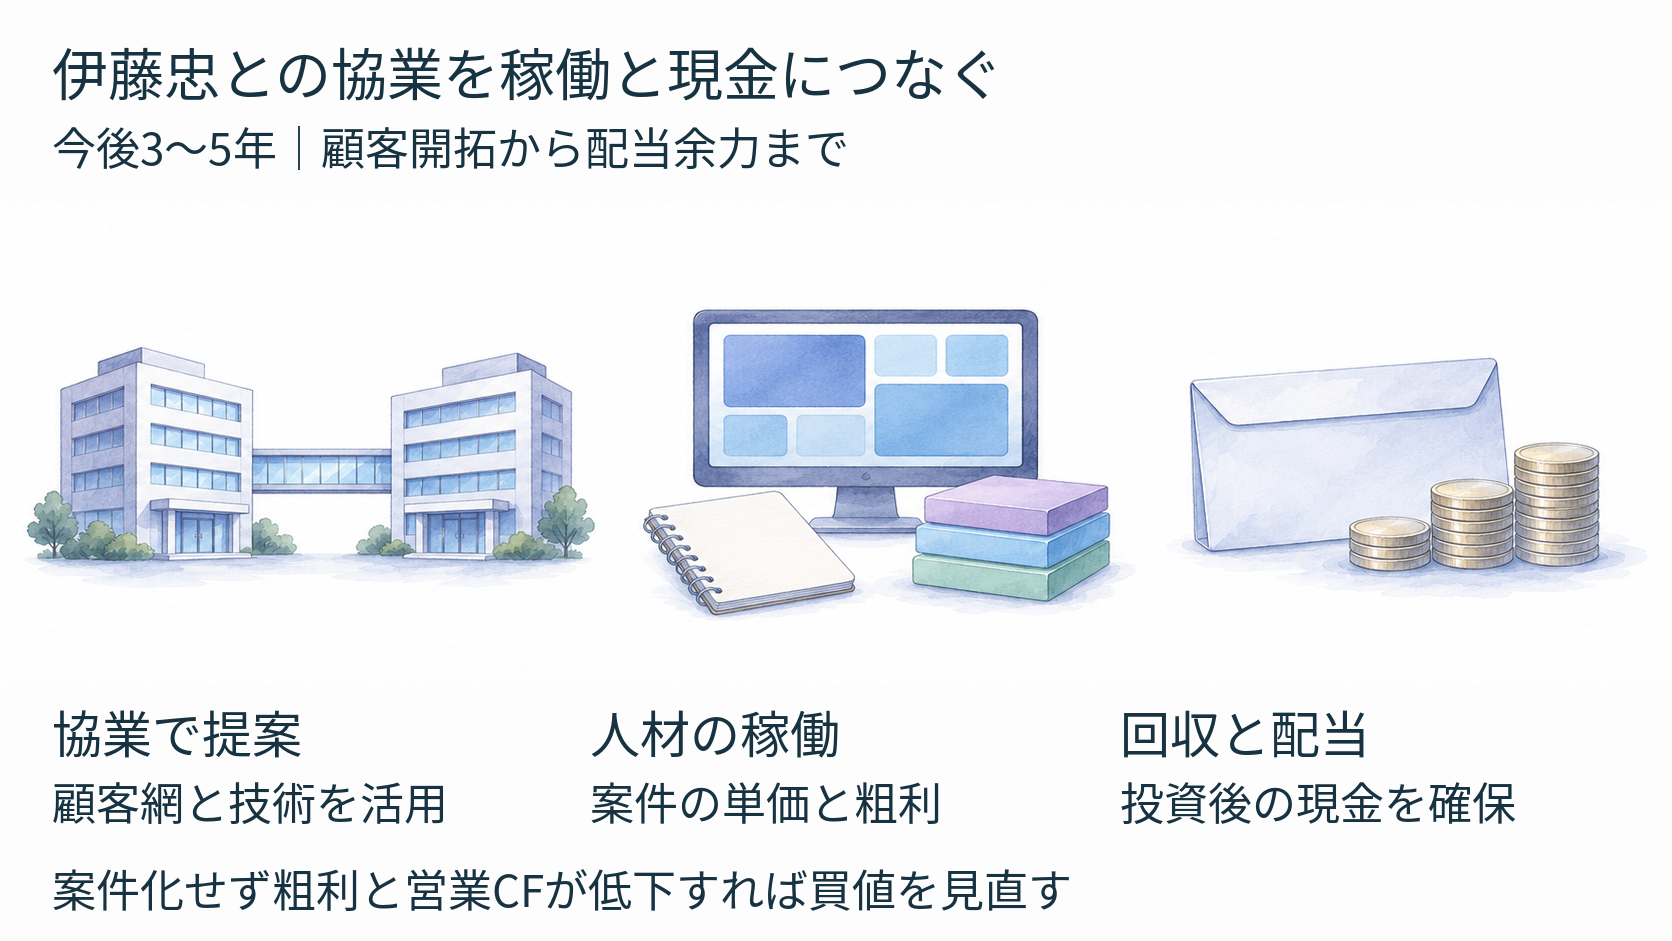 伊藤忠との協業を稼働と現金につなぐ
今後3〜5年｜顧客開拓から配当余力まで
協業で提案
顧客網と技術を活用
人材の稼働
案件の単価と粗利
回収と配当
投資後の現金を確保
案件化せず粗利と営業CFが低下すれば買値を見直す